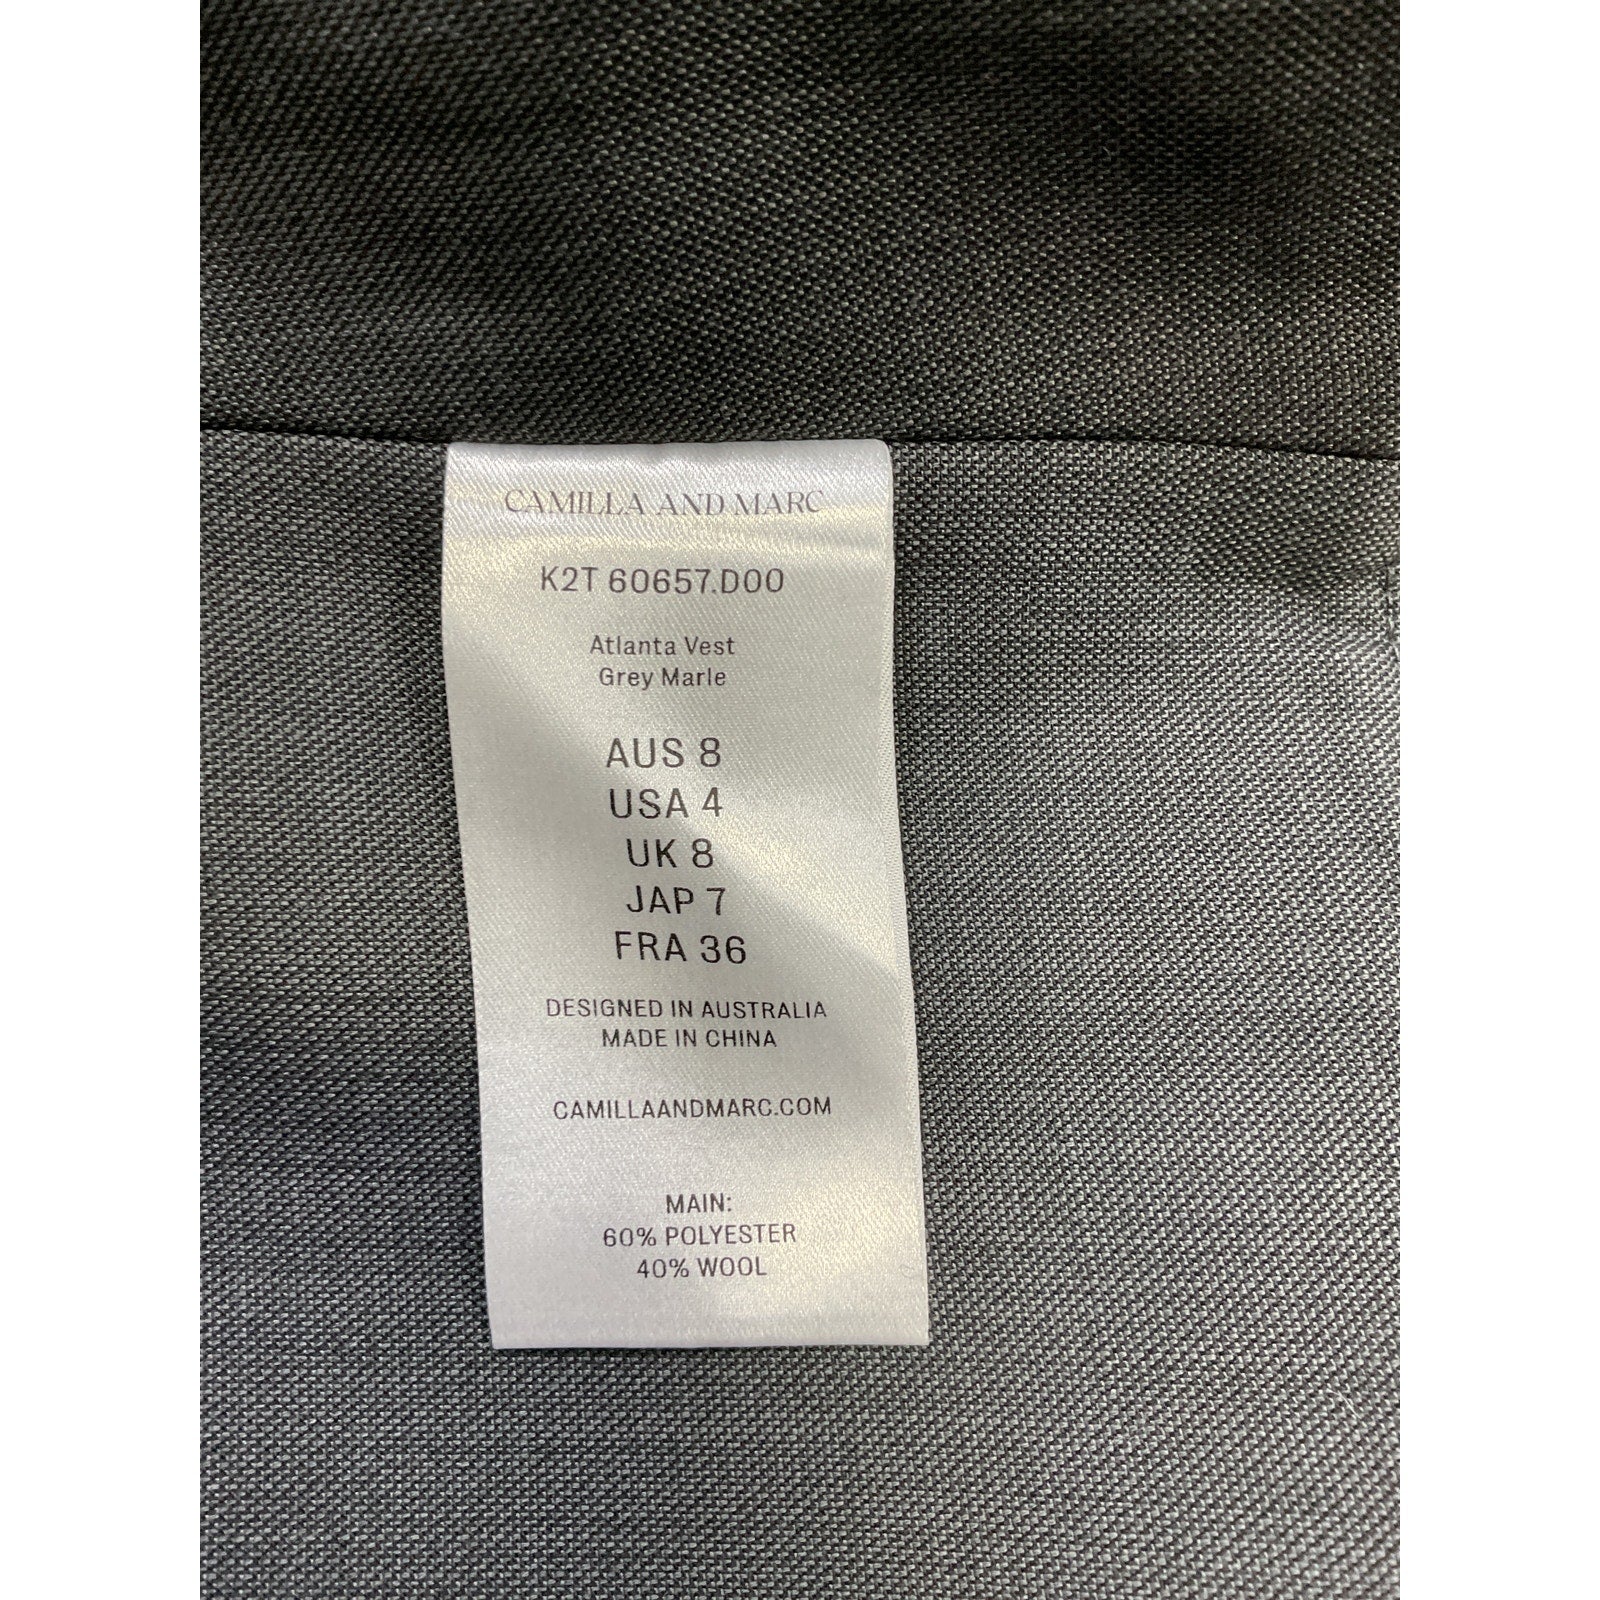 CAMILLA AND MARC
K2T 60657.D00
Atlanta Vest
Grey Marle
AUS 8
USA 4
UK 8
JAP 7
FRA 36
DESIGNED IN AUSTRALIA
MADE IN CHINA
CAMILLAANDMARC.COM
MAIN:
60% POLYESTER
40% WOOL